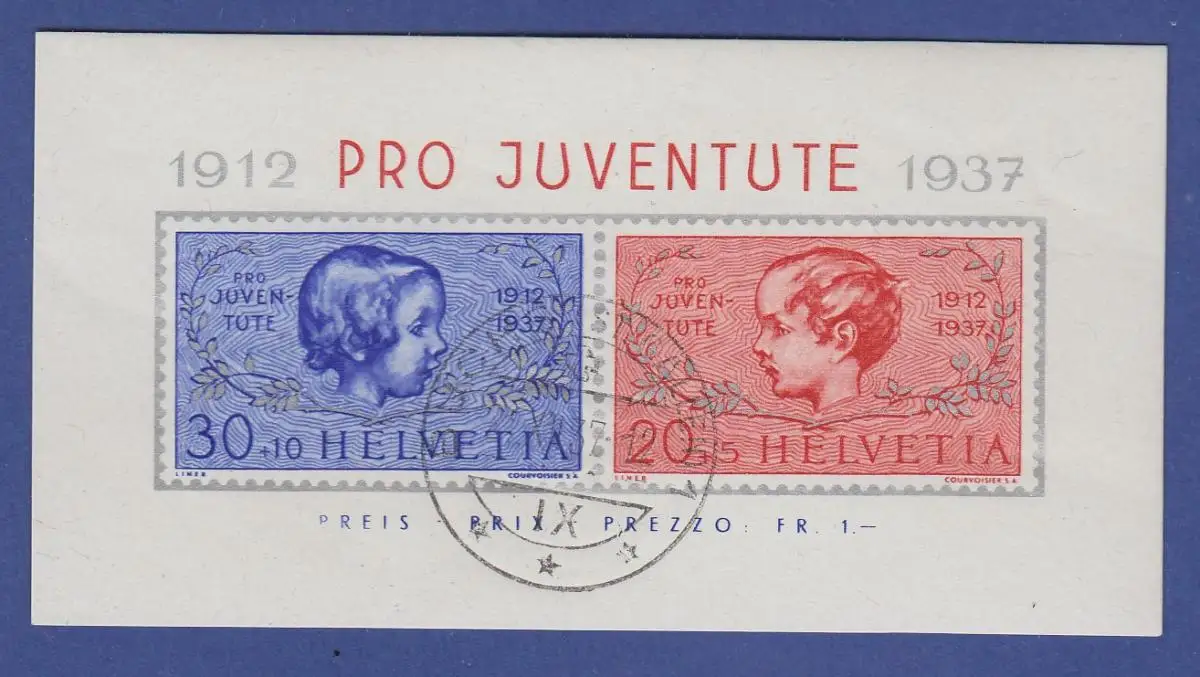 1912 PRO JUVENTUTE 1937
PRO
JUVEN-
TUTE
1912
1937
30+10 HELVETIA
LINER
COURVOISIER S.A.
PRO
JUVEN-
TUTE
1912
1937
20+5 HELVETIA
LINER
COURVOISIER S.A.
PREIS - PRIX - PREZZO: FR. 1.—
XI